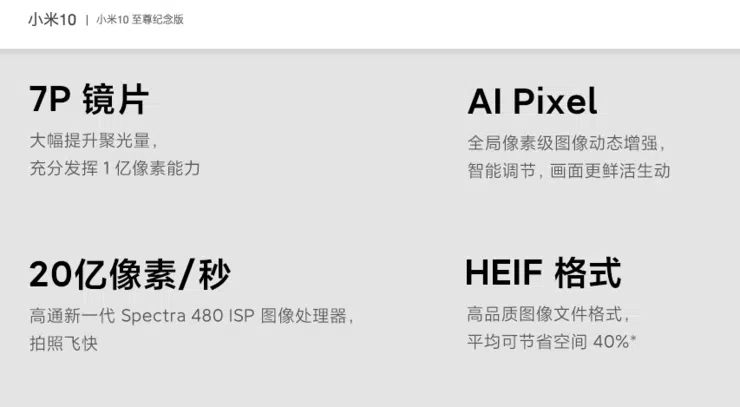 小米10 | 小米10 至尊纪念版
7P 镜片
大幅提升聚光量，
充分发挥 1 亿像素能力
AI Pixel
全局像素级图像动态增强，
智能调节，画面更鲜活生动
20亿像素/秒
高通新一代 Spectra 480 ISP 图像处理器，
拍照飞快
HEIF 格式
高品质图像文件格式，
平均可节省空间 40%*